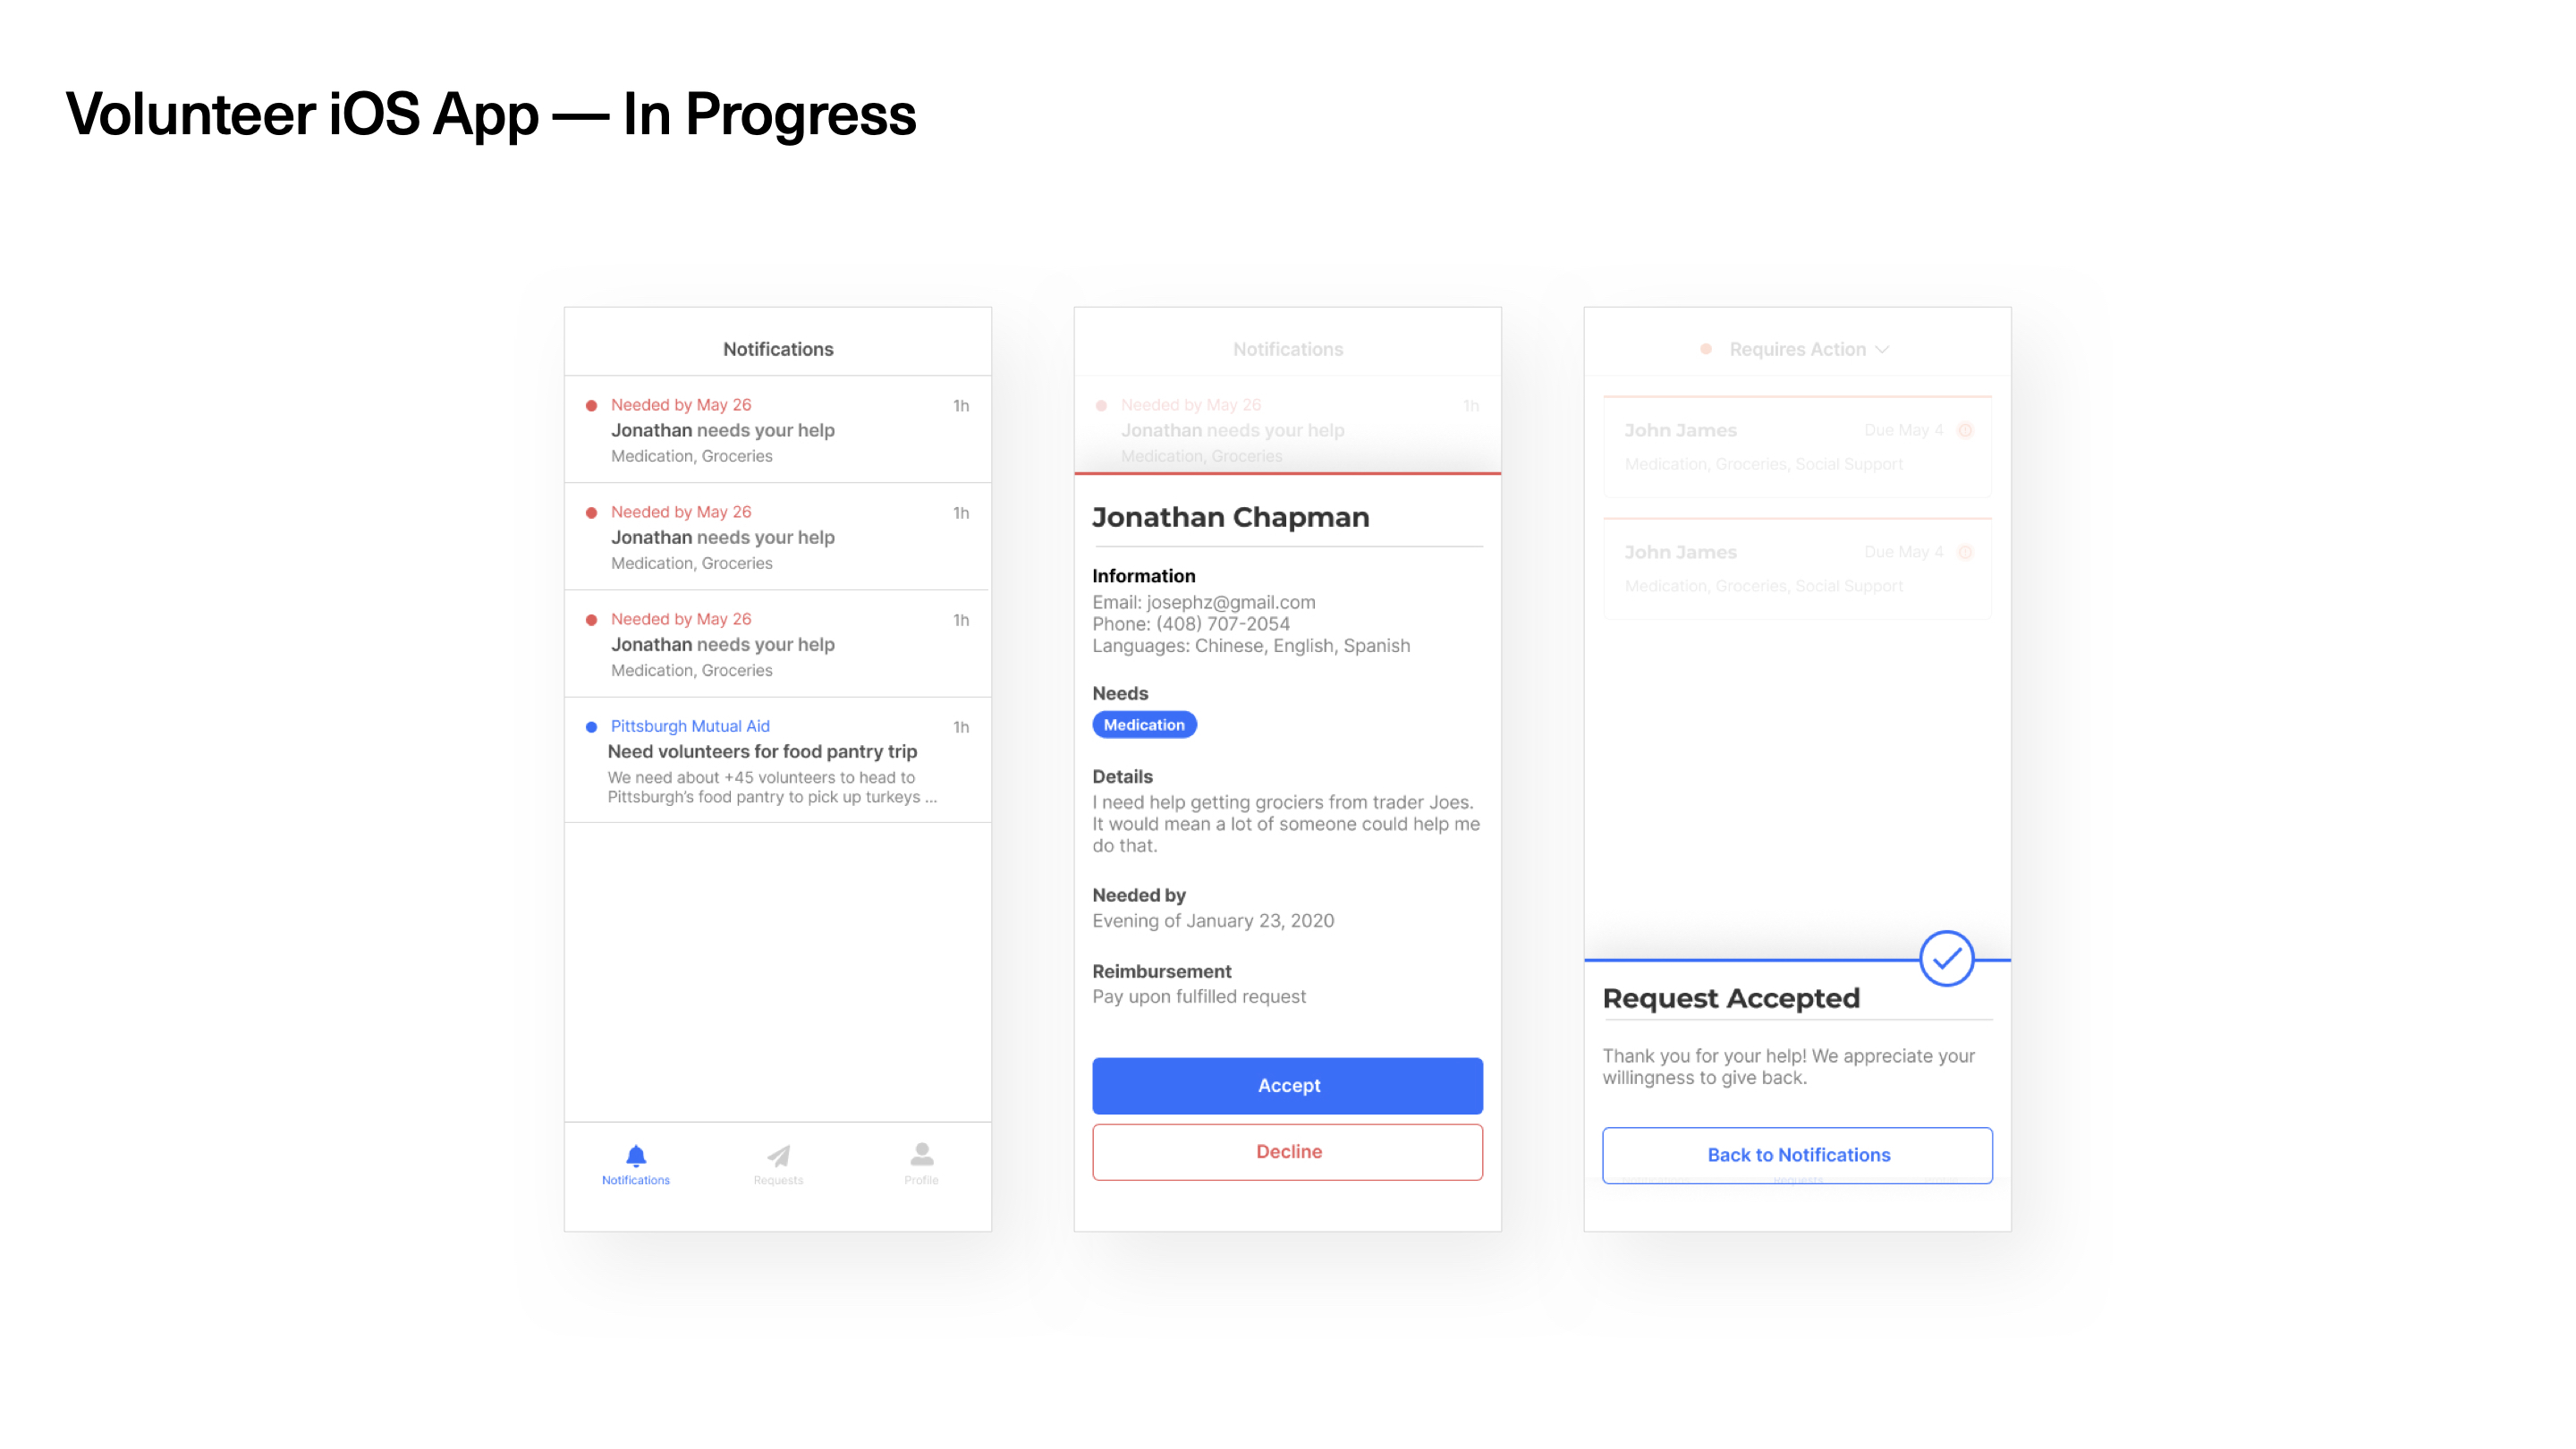 Volunteer iOS App — In Progress
Notifications
Needed by May 26 1h
Jonathan needs your help
Medication, Groceries
Needed by May 26 1h
Jonathan needs your help
Medication, Groceries
Needed by May 26 1h
Jonathan needs your help
Medication, Groceries
Pittsburgh Mutual Aid 1h
Need volunteers for food pantry trip
We need about +45 volunteers to head to
Pittsburgh's food pantry to pick up turkeys ...
Notifications Requests Profile
Notifications
Needed by May 26 1h
Jonathan needs your help
Medication, Groceries
Jonathan Chapman
Information
Email: josephz@gmail.com
Phone: (408) 707-2054
Languages: Chinese, English, Spanish
Needs
Medication
Details
I need help getting grociers from trader Joes.
It would mean a lot of someone could help me
do that.
Needed by
Evening of January 23, 2020
Reimbursement
Pay upon fulfilled request
Accept
Decline
Requires Action
John James Due May 4
Medication, Groceries, Social Support
John James Due May 4
Medication, Groceries, Social Support
Request Accepted
Thank you for your help! We appreciate your
willingness to give back.
Back to Notifications
Requests